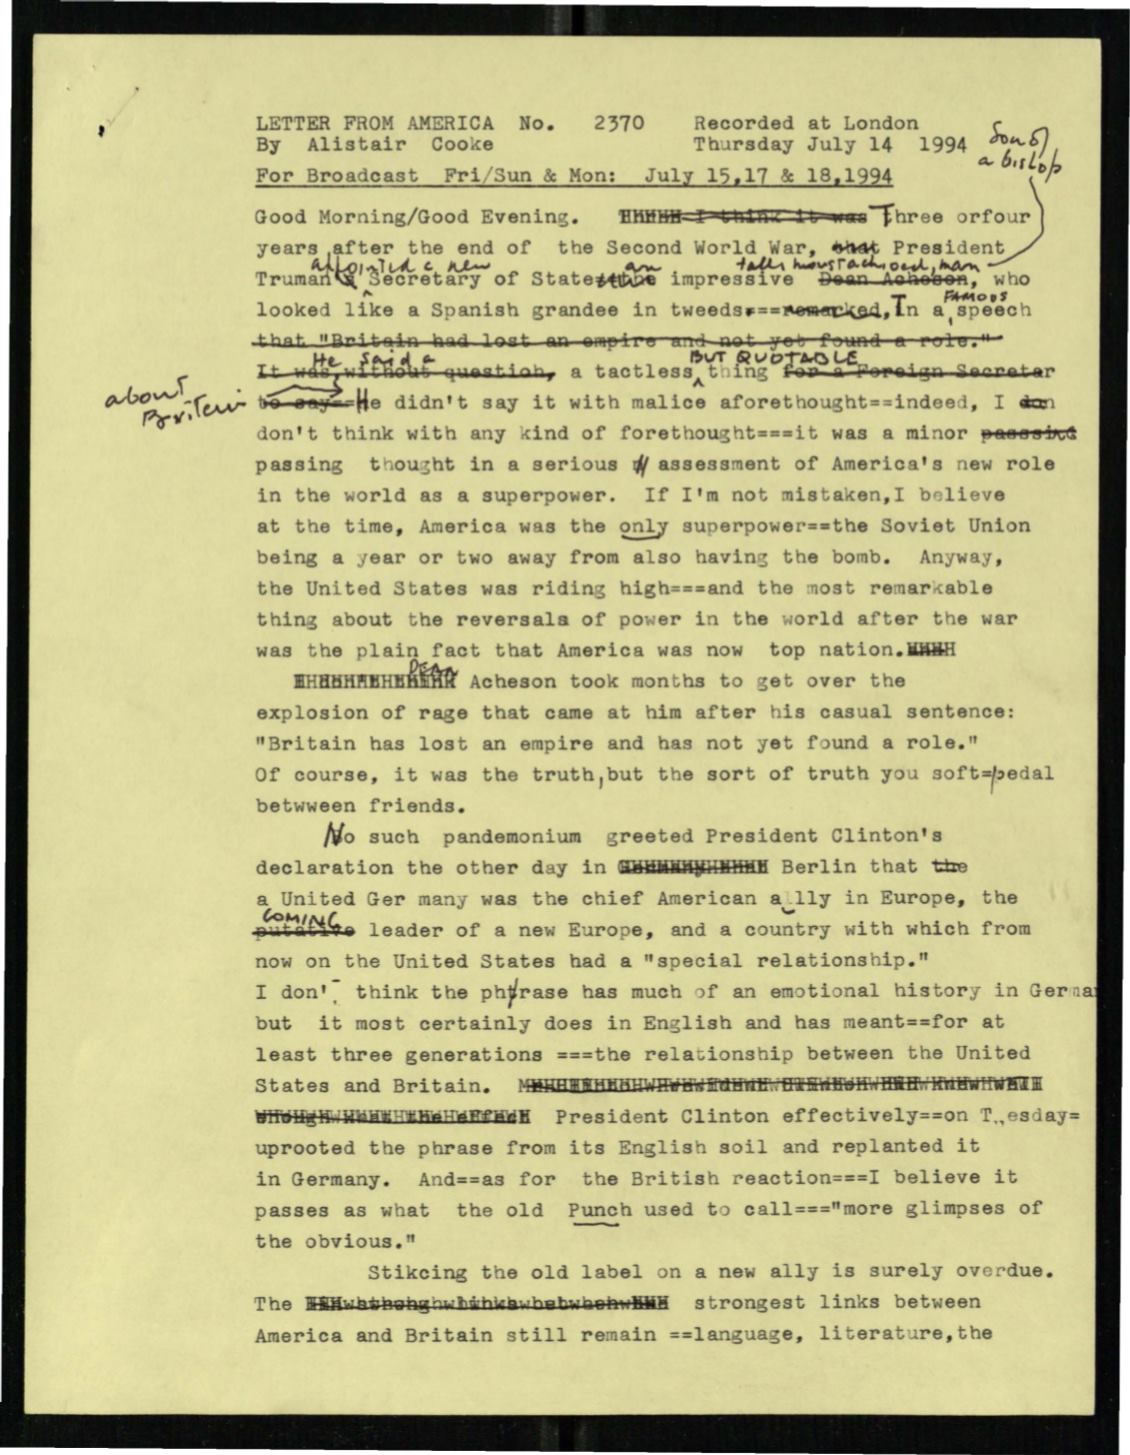 LETTER FROM AMERICA No. 2370 Recorded at London
By Alistair Cooke Thursday July 14 1994
Son of
a bishop
For Broadcast Fri/Sun & Mon: July 15,17 & 18,1994
Good Morning/Good Evening. I think it was Three orfour
years after the end of the Second World War, that President
appointed a new an tall, moustachioed, man
Truman Secretary of State impressive Dean Acheson, who
looked like a Spanish grandee in tweeds.==remarked, In a FAMOUS speech
that "Britain had lost an empire and not yet found a role."
He said a BUT QUOTABLE
It was, without question, a tactless thing for a Foreign Secretar
about
Britain
to say==He didn't say it with malice aforethought==indeed, I don
don't think with any kind of forethought===it was a minor passsing
passing thought in a serious assessment of America's new role
in the world as a superpower. If I'm not mistaken,I believe
at the time, America was the only superpower==the Soviet Union
being a year or two away from also having the bomb. Anyway,
the United States was riding high===and the most remarkable
thing about the reversals of power in the world after the war
was the plain fact that America was now top nation.
DEAN
Acheson took months to get over the
explosion of rage that came at him after his casual sentence:
"Britain has lost an empire and has not yet found a role."
Of course, it was the truth,but the sort of truth you soft=pedal
betwween friends.
No such pandemonium greeted President Clinton's
declaration the other day in Berlin that the
a United Ger many was the chief American a lly in Europe, the
COMING
putative leader of a new Europe, and a country with which from
now on the United States had a "special relationship."
I don' think the phrase has much of an emotional history in Germa
but it most certainly does in English and has meant==for at
least three generations ===the relationship between the United
States and Britain.
President Clinton effectively==on T esday=
uprooted the phrase from its English soil and replanted it
in Germany. And==as for the British reaction===I believe it
passes as what the old Punch used to call==="more glimpses of
the obvious."
Stikcing the old label on a new ally is surely overdue.
The strongest links between
America and Britain still remain ==language, literature,the